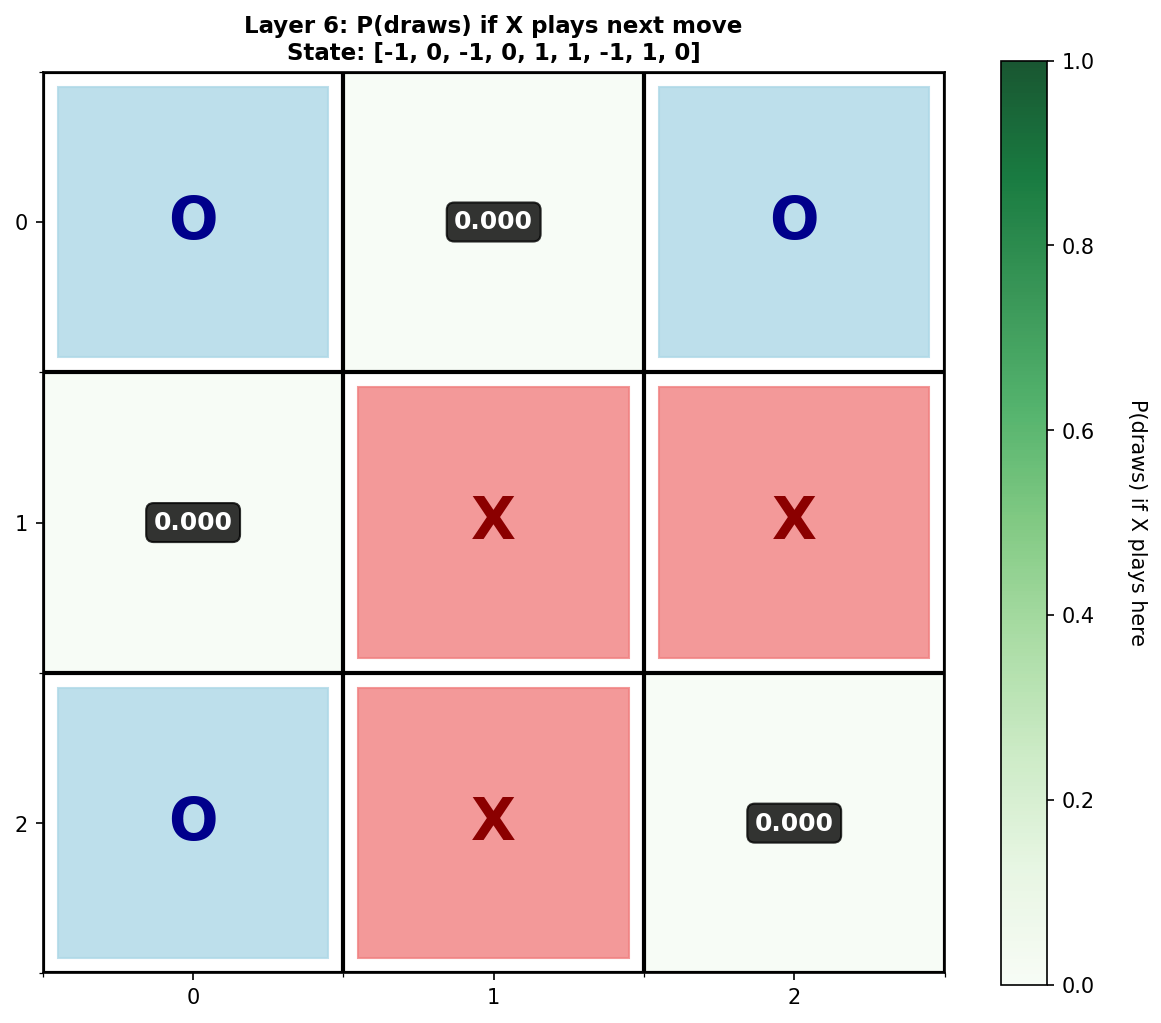 Layer 6: P(draws) if X plays next move
State: [-1, 0, -1, 0, 1, 1, -1, 1, 0]
0
O
0.000
O
1
0.000
X
X
2
O
X
0.000
0
1
2
1.0
0.8
0.6
0.4
0.2
0.0
P(draws) if X plays here